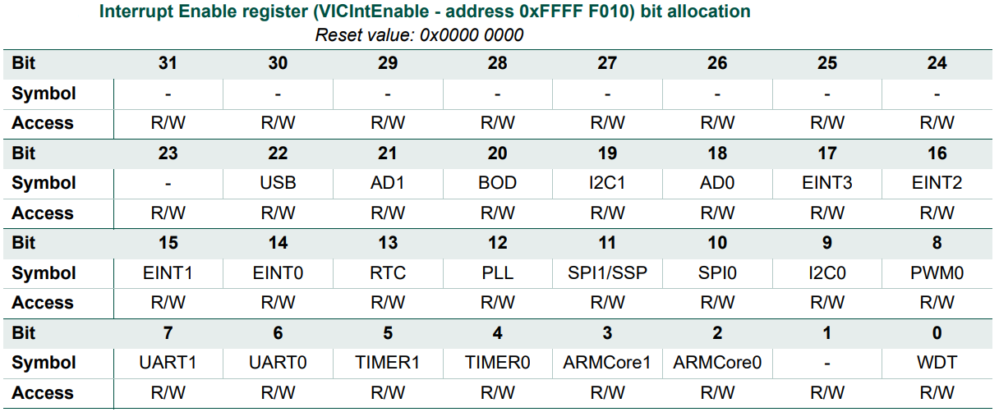 Interrupt Enable register (VICIntEnable - address 0xFFFF F010) bit allocation
Reset value: 0x0000 0000
Bit 31 30 29 28 27 26 25 24
Symbol - - - - - - - -
Access R/W R/W R/W R/W R/W R/W R/W R/W
Bit 23 22 21 20 19 18 17 16
Symbol - USB AD1 BOD I2C1 AD0 EINT3 EINT2
Access R/W R/W R/W R/W R/W R/W R/W R/W
Bit 15 14 13 12 11 10 9 8
Symbol EINT1 EINT0 RTC PLL SPI1/SSP SPI0 I2C0 PWM0
Access R/W R/W R/W R/W R/W R/W R/W R/W
Bit 7 6 5 4 3 2 1 0
Symbol UART1 UART0 TIMER1 TIMER0 ARMCore1 ARMCore0 - WDT
Access R/W R/W R/W R/W R/W R/W R/W R/W